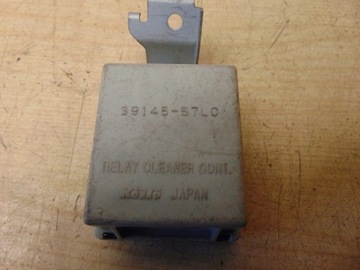 39145-57L0
RELAY CLEANER CONT.
JAPAN